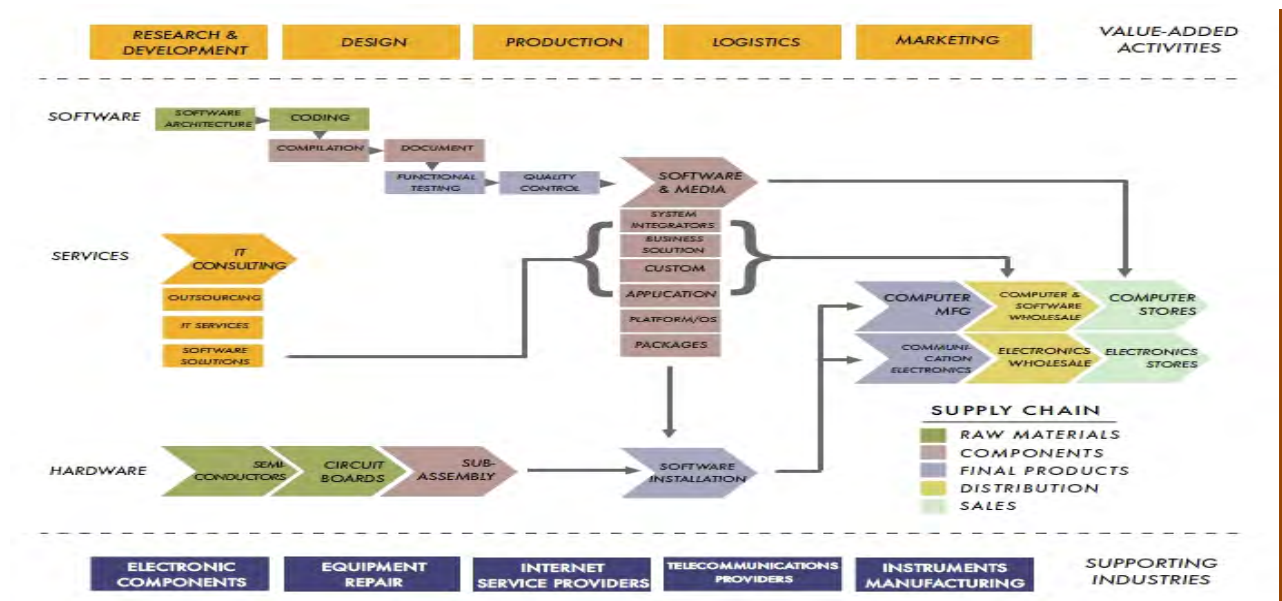 RESEARCH &
DEVELOPMENT
DESIGN
PRODUCTION
LOGISTICS
MARKETING
VALUE-ADDED
ACTIVITIES
SOFTWARE
SOFTWARE
ARCHITECTURE
CODING
COMPILATION
DOCUMENT
FUNCTIONAL
TESTING
QUALITY
CONTROL
SOFTWARE
& MEDIA
SYSTEM
INTEGRATORS
BUSINESS
SOLUTION
CUSTOM
APPLICATION
PLATFORM/OS
PACKAGES
SERVICES
IT
CONSULTING
OUTSOURCING
IT SERVICES
SOFTWARE
SOLUTIONS
COMPUTER
MFG
COMPUTER &
SOFTWARE
WHOLESALE
COMPUTER
STORES
COMMUNI-
CATION
ELECTRONICS
ELECTRONICS
WHOLESALE
ELECTRONICS
STORES
SUPPLY CHAIN
RAW MATERIALS
COMPONENTS
FINAL PRODUCTS
DISTRIBUTION
SALES
HARDWARE
SEMI-
CONDUCTORS
CIRCUIT
BOARDS
SUB-
ASSEMBLY
SOFTWARE
INSTALLATION
ELECTRONIC
COMPONENTS
EQUIPMENT
REPAIR
INTERNET
SERVICE PROVIDERS
TELECOMMUNICATIONS
PROVIDERS
INSTRUMENTS
MANUFACTURING
SUPPORTING
INDUSTRIES